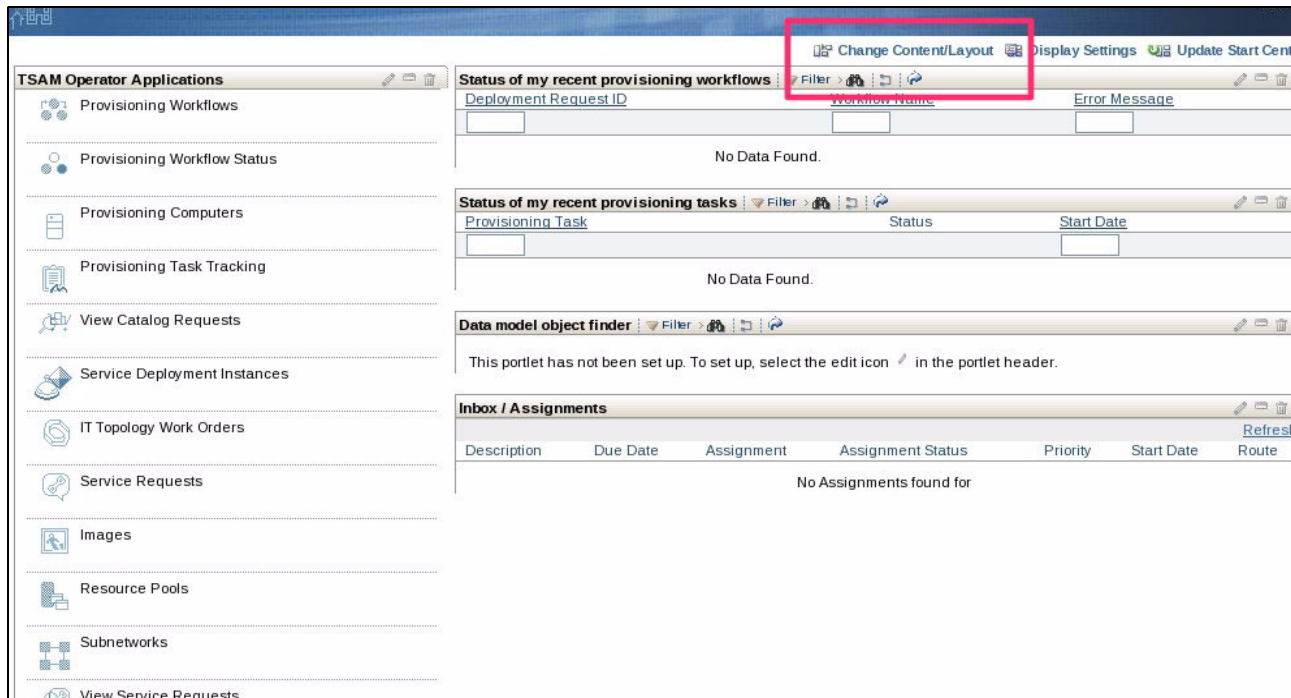 Change Content/Layout Display Settings Update Start Cent
TSAM Operator Applications
Provisioning Workflows
Provisioning Workflow Status
Provisioning Computers
Provisioning Task Tracking
View Catalog Requests
Service Deployment Instances
IT Topology Work Orders
Service Requests
Images
Resource Pools
Subnetworks
View Service Requests
Status of my recent provisioning workflows Filter >
Deployment Request ID Workflow Name Error Message
No Data Found.
Status of my recent provisioning tasks Filter >
Provisioning Task Status Start Date
No Data Found.
Data model object finder Filter >
This portlet has not been set up. To set up, select the edit icon in the portlet header.
Inbox / Assignments
Refresh
Description Due Date Assignment Assignment Status Priority Start Date Route
No Assignments found for